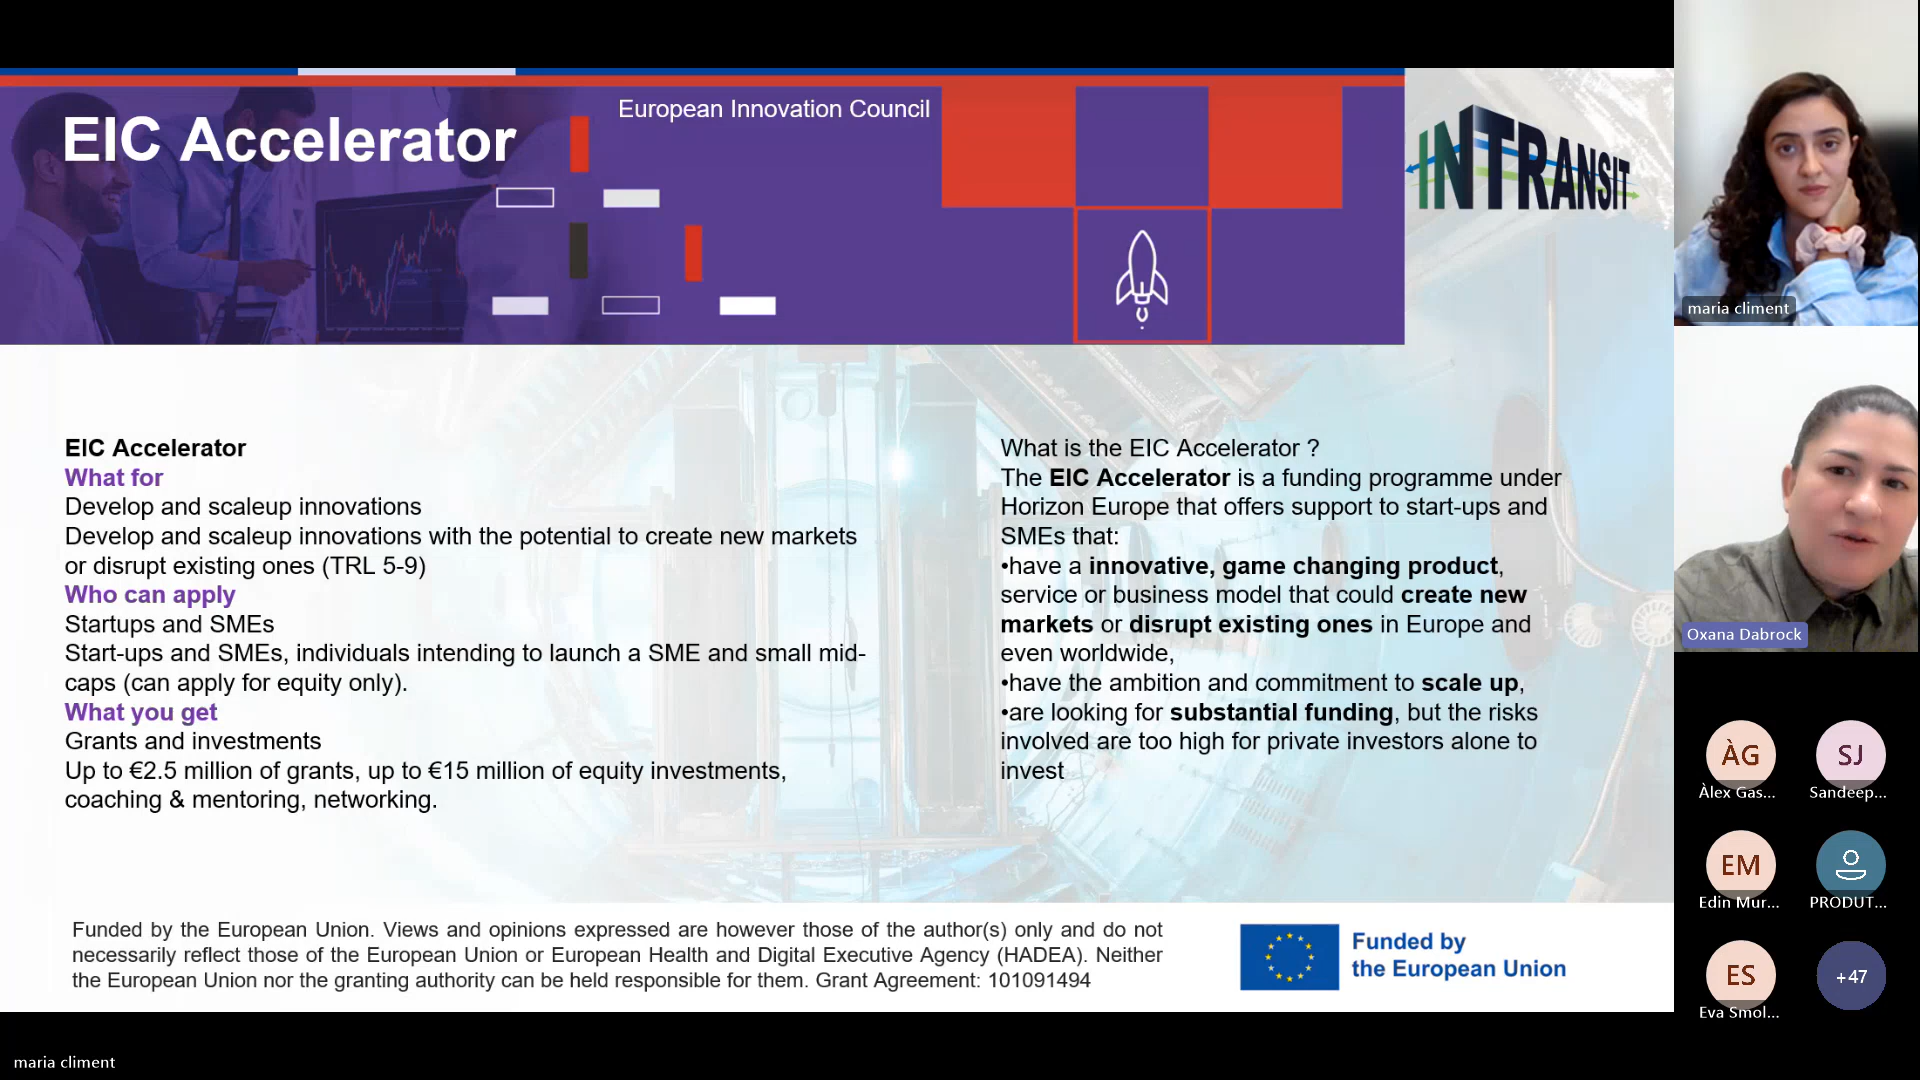 EIC Accelerator
European Innovation Council
INTRANSIT
EIC Accelerator
What for
Develop and scaleup innovations
Develop and scaleup innovations with the potential to create new markets
or disrupt existing ones (TRL 5-9)
Who can apply
Startups and SMEs
Start-ups and SMEs, individuals intending to launch a SME and small mid-
caps (can apply for equity only).
What you get
Grants and investments
Up to €2.5 million of grants, up to €15 million of equity investments,
coaching & mentoring, networking.
What is the EIC Accelerator ?
The EIC Accelerator is a funding programme under
Horizon Europe that offers support to start-ups and
SMEs that:
•have a innovative, game changing product,
service or business model that could create new
markets or disrupt existing ones in Europe and
even worldwide,
•have the ambition and commitment to scale up,
•are looking for substantial funding, but the risks
involved are too high for private investors alone to
invest
Funded by the European Union. Views and opinions expressed are however those of the author(s) only and do not
necessarily reflect those of the European Union or European Health and Digital Executive Agency (HADEA). Neither
the European Union nor the granting authority can be held responsible for them. Grant Agreement: 101091494
Funded by
the European Union
maria climent
Oxana Dabrock
ÀG
Àlex Gas...
SJ
Sandeep...
EM
Edin Mur...
PRODUT...
ES
Eva Smol...
+47
maria climent